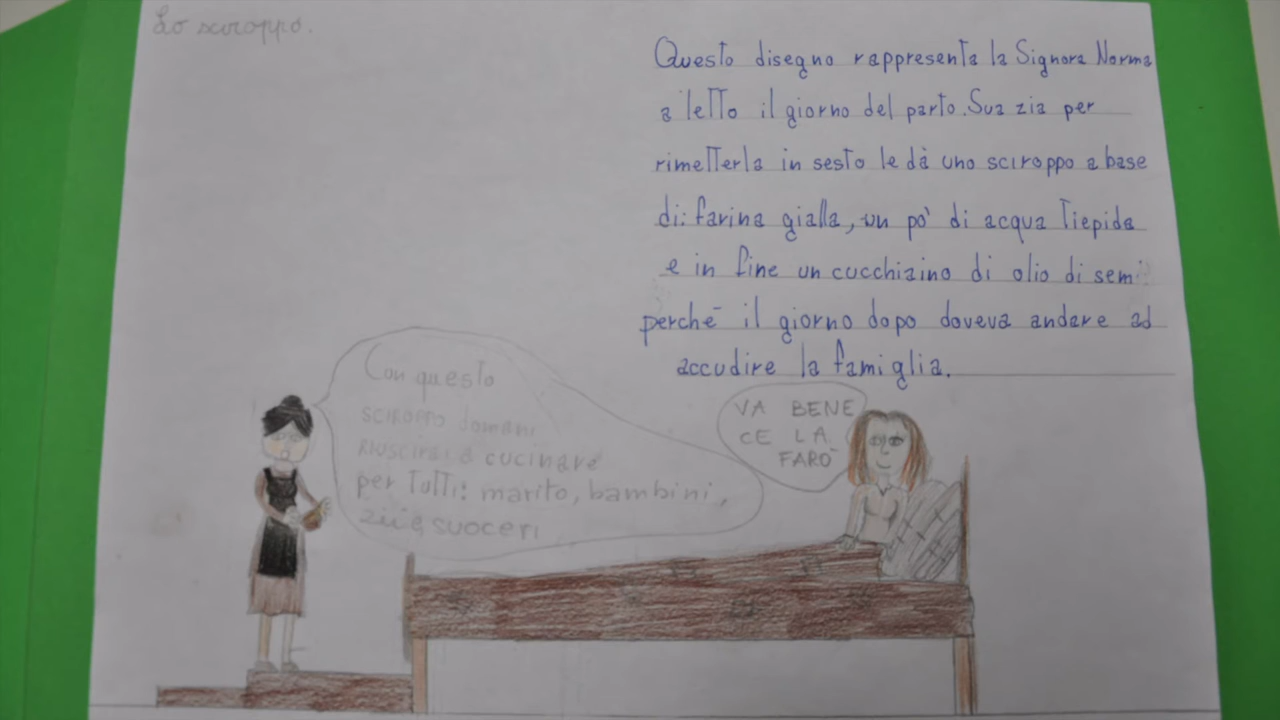 Lo sciroppo.
Questo disegno rappresenta la Signora Norma
a letto il giorno del parto. Sua zia per
rimetterla in sesto le dà uno sciroppo a base
di: farina gialla, un po' di acqua tiepida
e in fine un cucchiaino di olio di semi
perchè il giorno dopo doveva andare ad
accudire la famiglia.
Con questo
sciroppo domani
riuscirai a cucinare
per tutti: marito, bambini,
zii e suoceri
VA BENE
CE LA
FARÒ